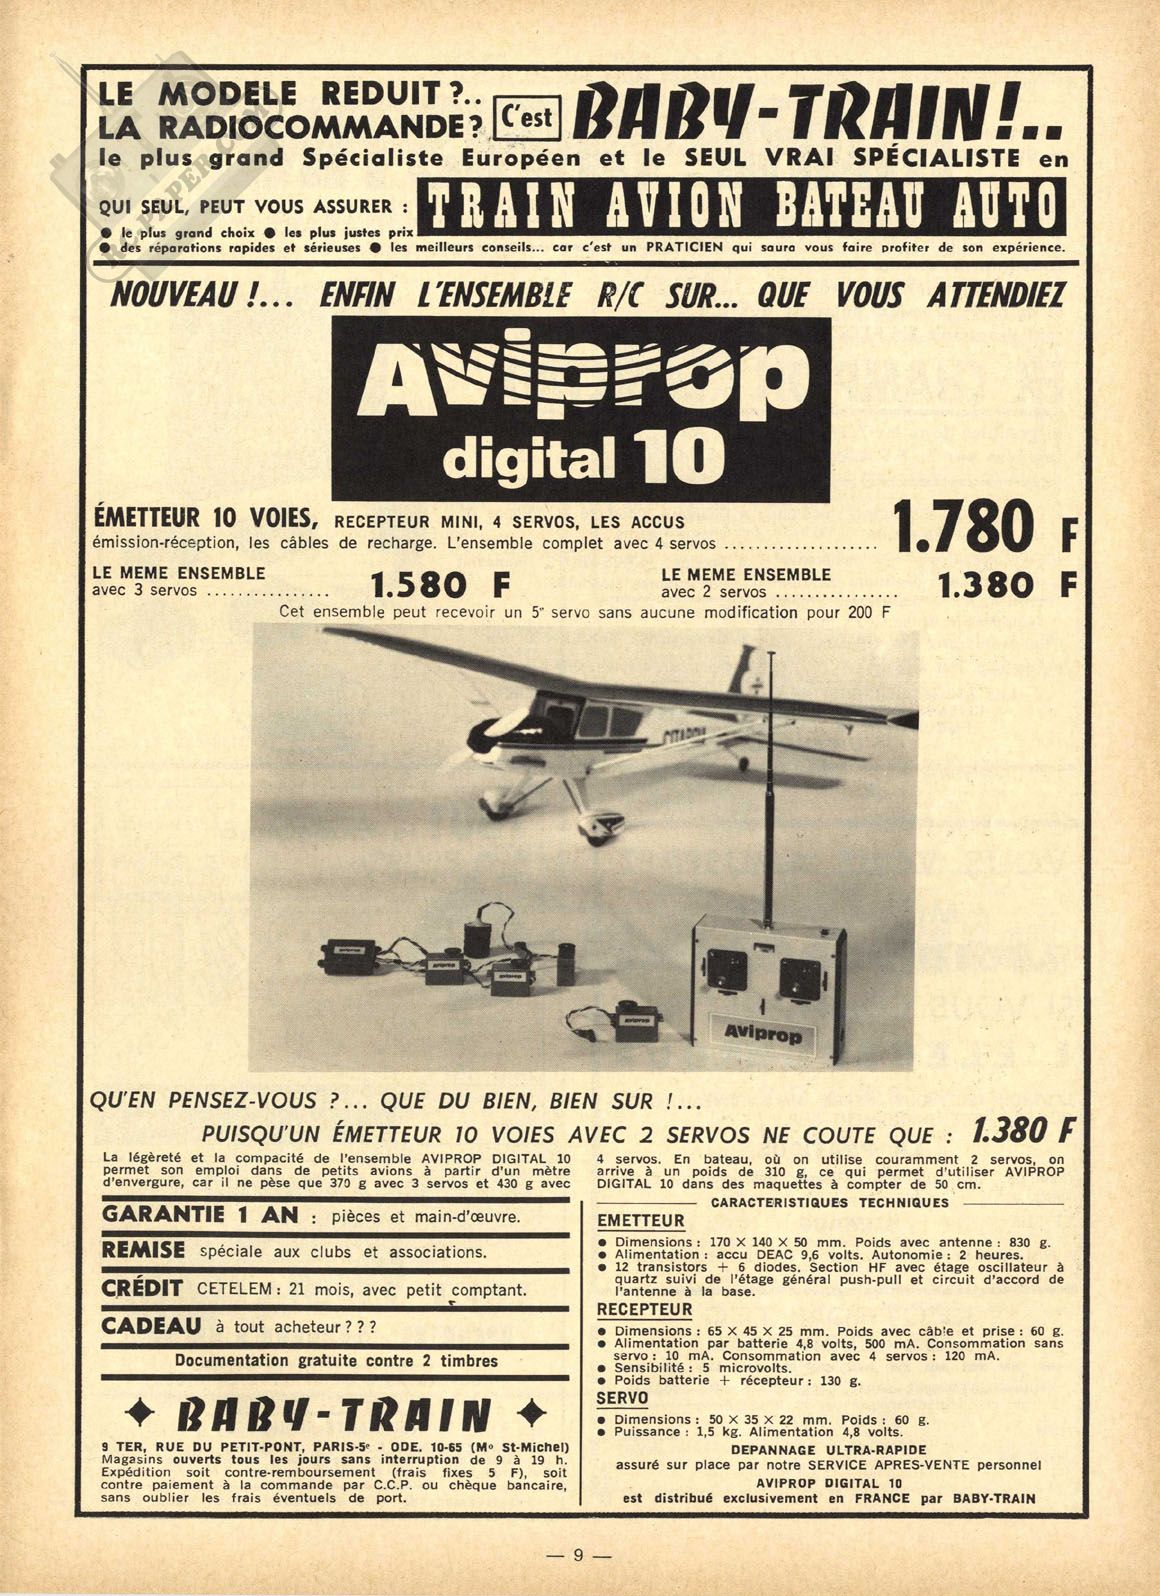 LE MODELE REDUIT ?..
LA RADIOCOMMANDE?
C'est
BABY-TRAIN!..
le plus grand Spécialiste Européen et le SEUL VRAI SPÉCIALISTE en
QUI SEUL, PEUT VOUS ASSURER :
TRAIN AVION BATEAU AUTO
● le plus grand choix ● les plus justes prix
● des réparations rapides et sérieuses ● les meilleurs conseils... car c'est un PRATICIEN qui saura vous faire profiter de son expérience.
NOUVEAU !... ENFIN L'ENSEMBLE R/C SUR... QUE VOUS ATTENDIEZ
Aviprop
digital 10
ÉMETTEUR 10 VOIES, RECEPTEUR MINI, 4 SERVOS, LES ACCUS
émission-réception, les câbles de recharge. L'ensemble complet avec 4 servos .................... 1.780 F
LE MEME ENSEMBLE
avec 3 servos ................ 1.580 F
LE MEME ENSEMBLE
avec 2 servos ................ 1.380 F
Cet ensemble peut recevoir un 5e servo sans aucune modification pour 200 F
CITABRIA
Aviprop
Aviprop
Aviprop
Aviprop
Aviprop
QU'EN PENSEZ-VOUS ?... QUE DU BIEN, BIEN SUR !...
PUISQU'UN ÉMETTEUR 10 VOIES AVEC 2 SERVOS NE COUTE QUE : 1.380 F
La légèreté et la compacité de l'ensemble AVIPROP DIGITAL 10
permet son emploi dans de petits avions à partir d'un mètre
d'envergure, car il ne pèse que 370 g avec 3 servos et 430 g avec
4 servos. En bateau, où on utilise couramment 2 servos, on
arrive à un poids de 310 g, ce qui permet d'utiliser AVIPROP
DIGITAL 10 dans des maquettes à compter de 50 cm.
GARANTIE 1 AN : pièces et main-d'œuvre.
REMISE spéciale aux clubs et associations.
CRÉDIT CETELEM : 21 mois, avec petit comptant.
CADEAU à tout acheteur ? ? ?
Documentation gratuite contre 2 timbres
BABY-TRAIN
9 TER, RUE DU PETIT-PONT, PARIS-5e - ODE. 10-65 (Mo St-Michel)
Magasins ouverts tous les jours sans interruption de 9 à 19 h.
Expédition soit contre-remboursement (frais fixes 5 F), soit
contre paiement à la commande par C.C.P. ou chèque bancaire,
sans oublier les frais éventuels de port.
CARACTERISTIQUES TECHNIQUES
EMETTEUR
● Dimensions : 170 X 140 X 50 mm. Poids avec antenne : 830 g.
● Alimentation : accu DEAC 9,6 volts. Autonomie : 2 heures.
● 12 transistors + 6 diodes. Section HF avec étage oscillateur à
quartz suivi de l'étage général push-pull et circuit d'accord de
l'antenne à la base.
RECEPTEUR
● Dimensions : 65 X 45 X 25 mm. Poids avec câble et prise : 60 g.
● Alimentation par batterie 4,8 volts, 500 mA. Consommation sans
servo : 10 mA. Consommation avec 4 servos : 120 mA.
● Sensibilité : 5 microvolts.
● Poids batterie + récepteur : 130 g.
SERVO
● Dimensions : 50 X 35 X 22 mm. Poids : 60 g.
● Puissance : 1,5 kg. Alimentation 4,8 volts.
DEPANNAGE ULTRA-RAPIDE
assuré sur place par notre SERVICE APRES-VENTE personnel
AVIPROP DIGITAL 10
est distribué exclusivement en FRANCE par BABY-TRAIN
— 9 —